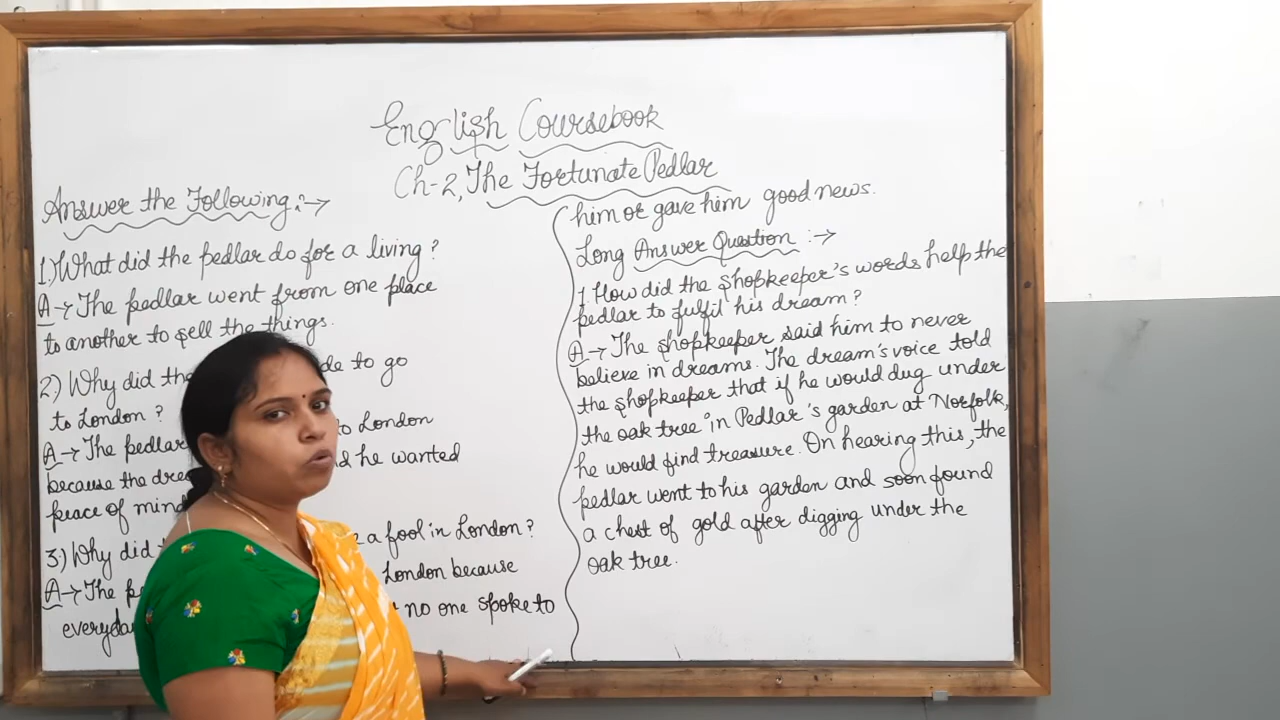 English Coursebook
Ch-2, The Fortunate Pedlar
Answer the Following:→
1.) What did the pedlar do for a living?
A→ The pedlar went from one place
to another to sell the things.
2) Why did the to go
to London?
A→ The pedlar London
because the he wanted
peace of mind
3) Why did a fool in London?
A→ The London because
everyday no one spoke to
him or gave him good news.
Long Answer Question :→
1. How did the shopkeeper's words help the
pedlar to fulfil his dream?
A→ The shopkeeper said him to never
believe in dreams. The dream's voice told
the shopkeeper that if he would dug under
the oak tree in Pedlar's garden at Norfolk,
he would find treasure. On hearing this, the
pedlar went to his garden and soon found
a chest of gold after digging under the
oak tree.